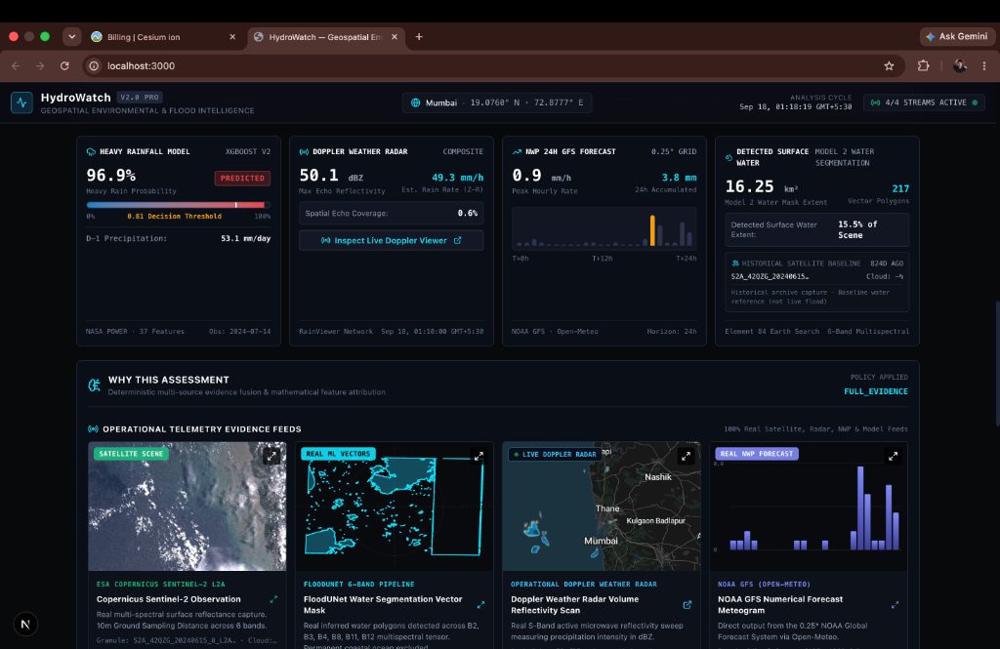 Billing | Cesium ion
HydroWatch — Geospatial En
Ask Gemini
localhost:3000
HydroWatch V2.0 PRO
GEOSPATIAL ENVIRONMENTAL & FLOOD INTELLIGENCE
Mumbai · 19.0760° N · 72.8777° E
ANALYSIS CYCLE
Sep 18, 01:18:19 GMT+5:30
4/4 STREAMS ACTIVE
HEAVY RAINFALL MODEL XGBOOST V2
96.9% PREDICTED
Heavy Rain Probability
0% 0.81 Decision Threshold 100%
D-1 Precipitation: 53.1 mm/day
NASA POWER · 37 Features Obs: 2024-07-14
DOPPLER WEATHER RADAR COMPOSITE
50.1 dBZ 49.3 mm/h
Max Echo Reflectivity Est. Rain Rate (Z-R)
Spatial Echo Coverage: 0.6%
Inspect Live Doppler Viewer
RainViewer Network Sep 18, 01:10:00 GMT+5:30
NWP 24H GFS FORECAST 0.25° GRID
0.9 mm/h 3.8 mm
Peak Hourly Rate 24h Accumulated
T+0h T+12h T+24h
NOAA GFS · Open-Meteo Horizon: 24h
DETECTED SURFACE WATER MODEL 2 WATER SEGMENTATION
16.25 km² 217
Model 2 Water Mask Extent Vector Polygons
Detected Surface Water Extent: 15.5% of Scene
HISTORICAL SATELLITE BASELINE 824D AGO
S2A_42QZG_20240615… Cloud: —%
Historical archive capture · Baseline water
reference (not live flood)
Element 84 Earth Search 6-Band Multispectral
WHY THIS ASSESSMENT
Deterministic multi-source evidence fusion & mathematical feature attribution
POLICY APPLIED
FULL_EVIDENCE
OPERATIONAL TELEMETRY EVIDENCE FEEDS 100% Real Satellite, Radar, NWP & Model Feeds
SATELLITE SCENE
ESA COPERNICUS SENTINEL-2 L2A
Copernicus Sentinel-2 Observation
Real multi-spectral surface reflectance capture.
10m Ground Sampling Distance across 6 bands.
Granule: S2A_42QZG_20240615_0_L2A… · Cloud:…
REAL ML VECTORS
FLOODUNET 6-BAND PIPELINE
FloodUNet Water Segmentation Vector
Mask
Real inferred water polygons detected across B2,
B3, B4, B8, B11, B12 multispectral tensor.
Permanent coastal ocean excluded
LIVE DOPPLER RADAR
Nashik
Thane
Kulgaon Badlapur
Mumbai
OPERATIONAL DOPPLER WEATHER RADAR
Doppler Weather Radar Volume
Reflectivity Scan
Real S-Band active microwave reflectivity sweep
measuring precipitation intensity in dBZ.
REAL NWP FORECAST
0
NOAA GFS (OPEN-METEO)
NOAA GFS Numerical Forecast
Meteogram
Direct output from the 0.25° NOAA Global
Forecast System via Open-Meteo.
N